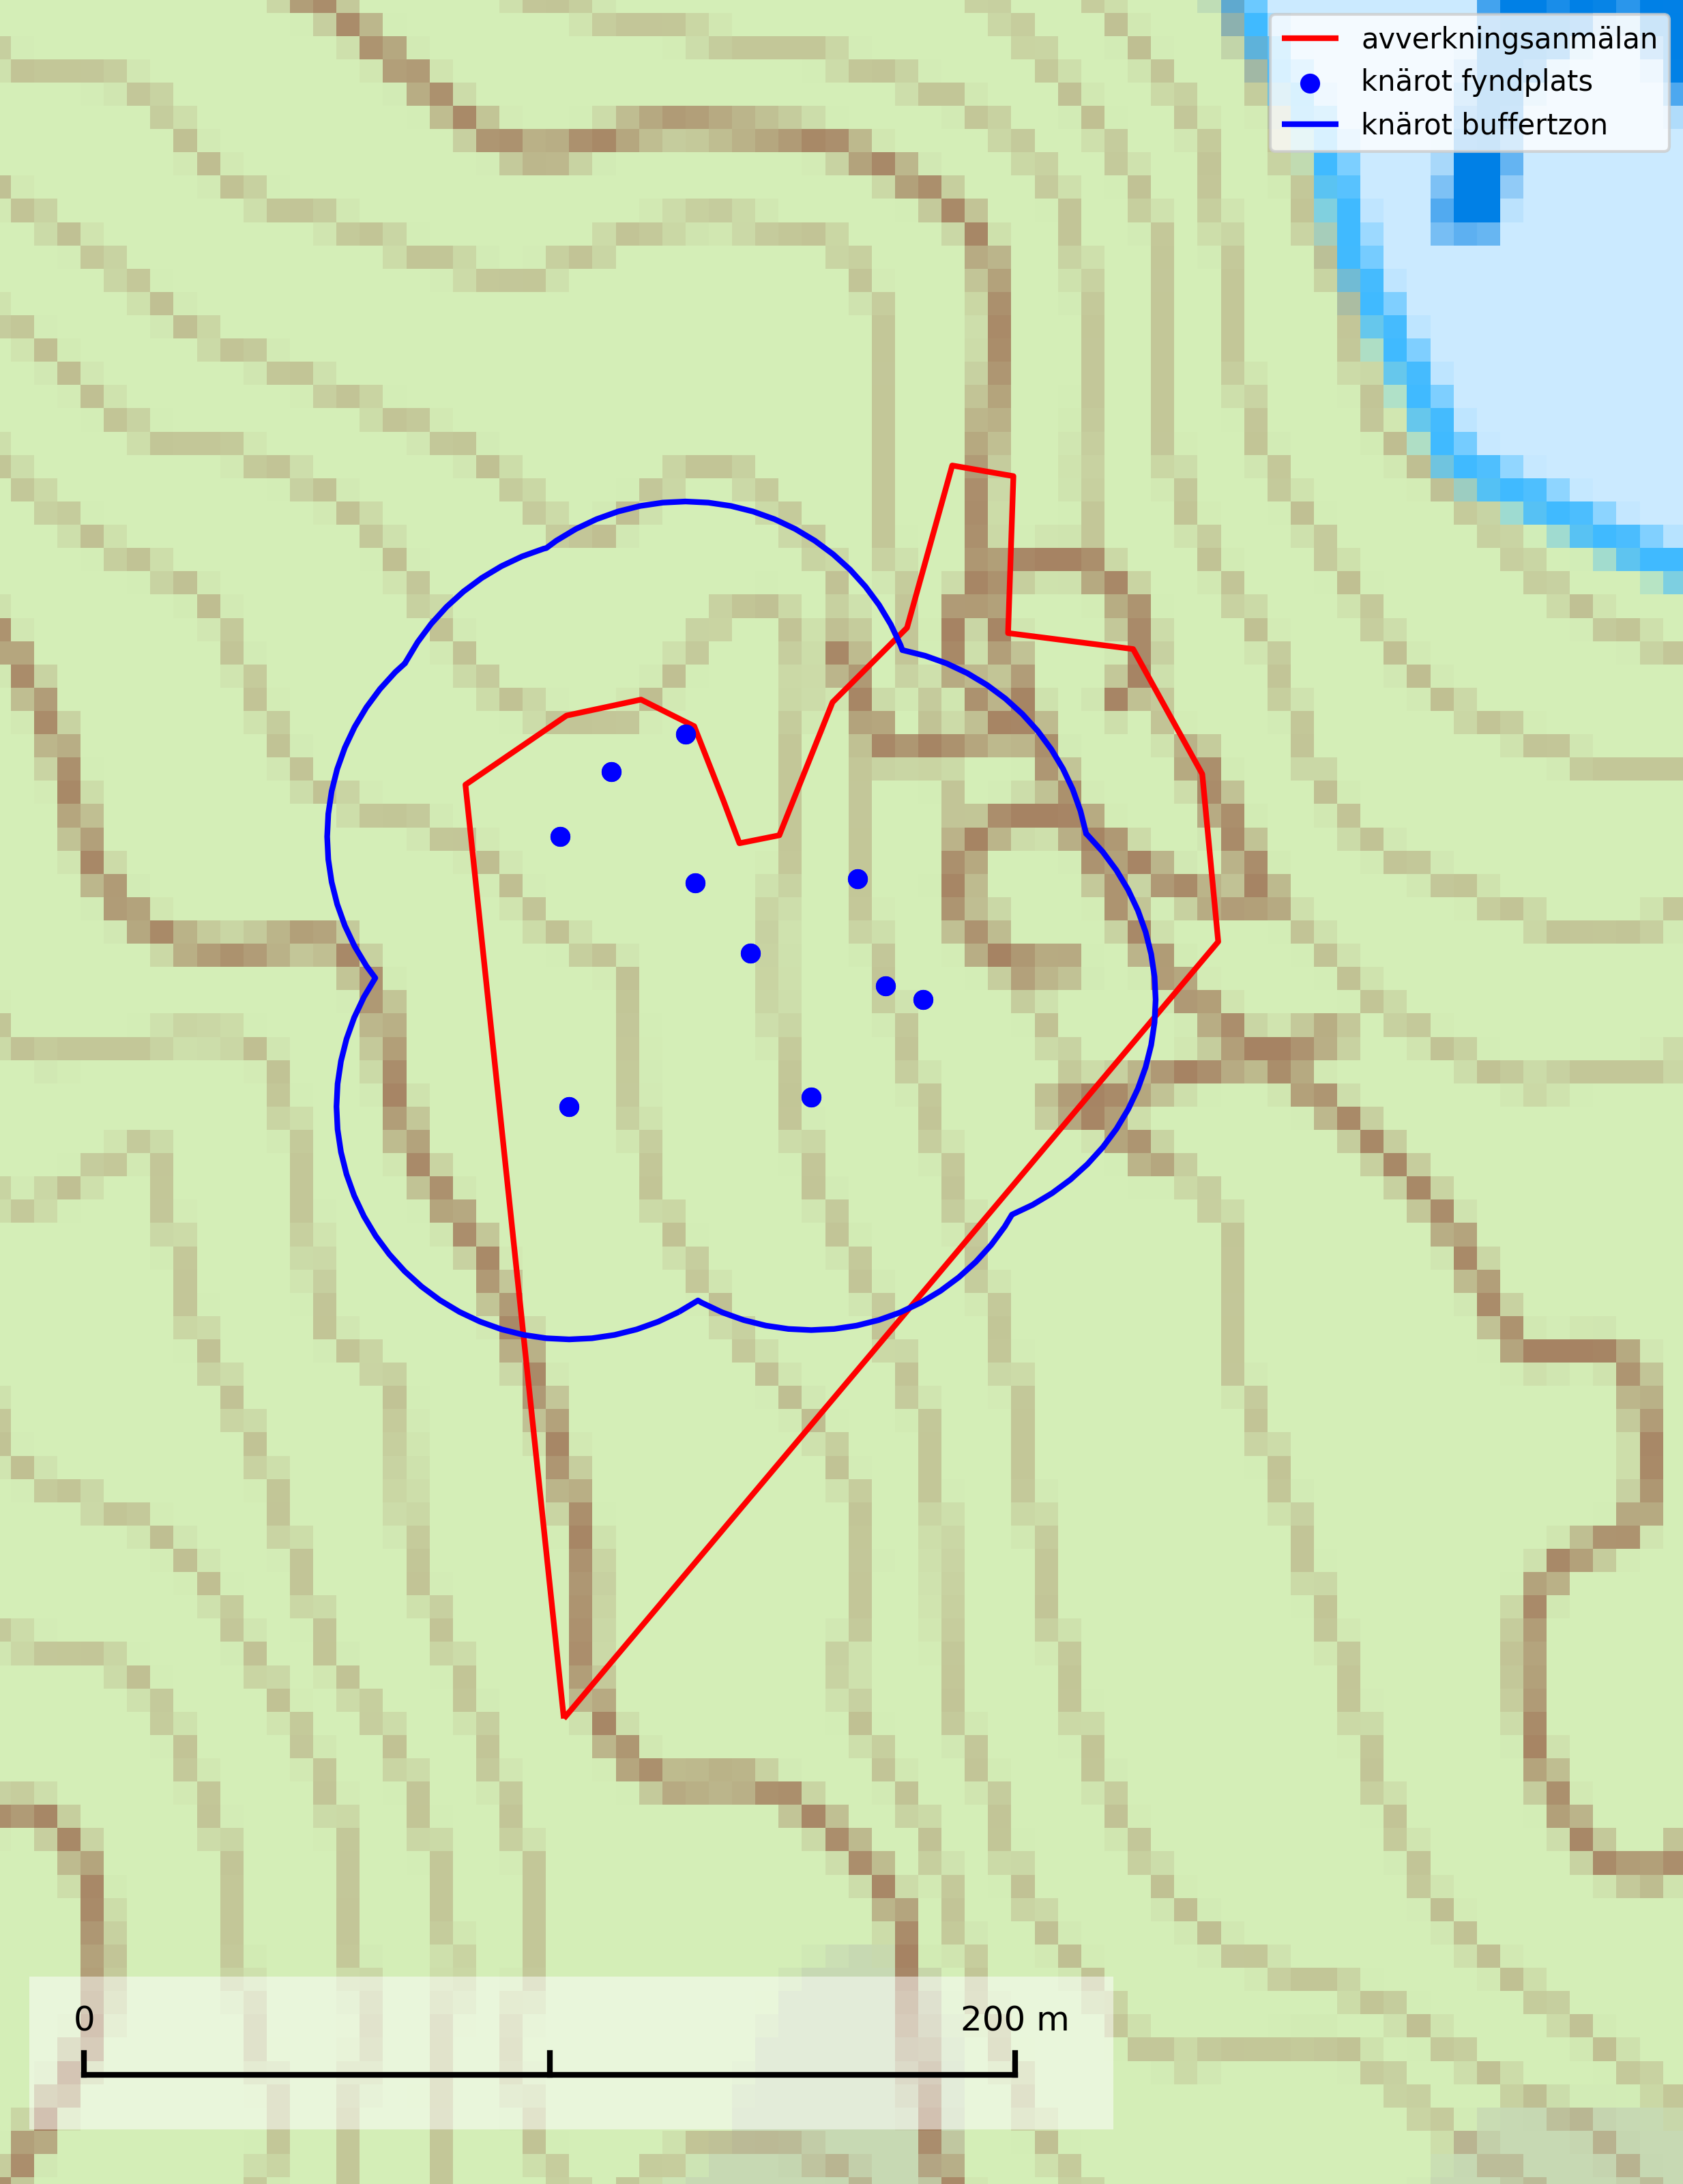 avverkningsanmälan
knärot fyndplats
knärot buffertzon
0 200 m